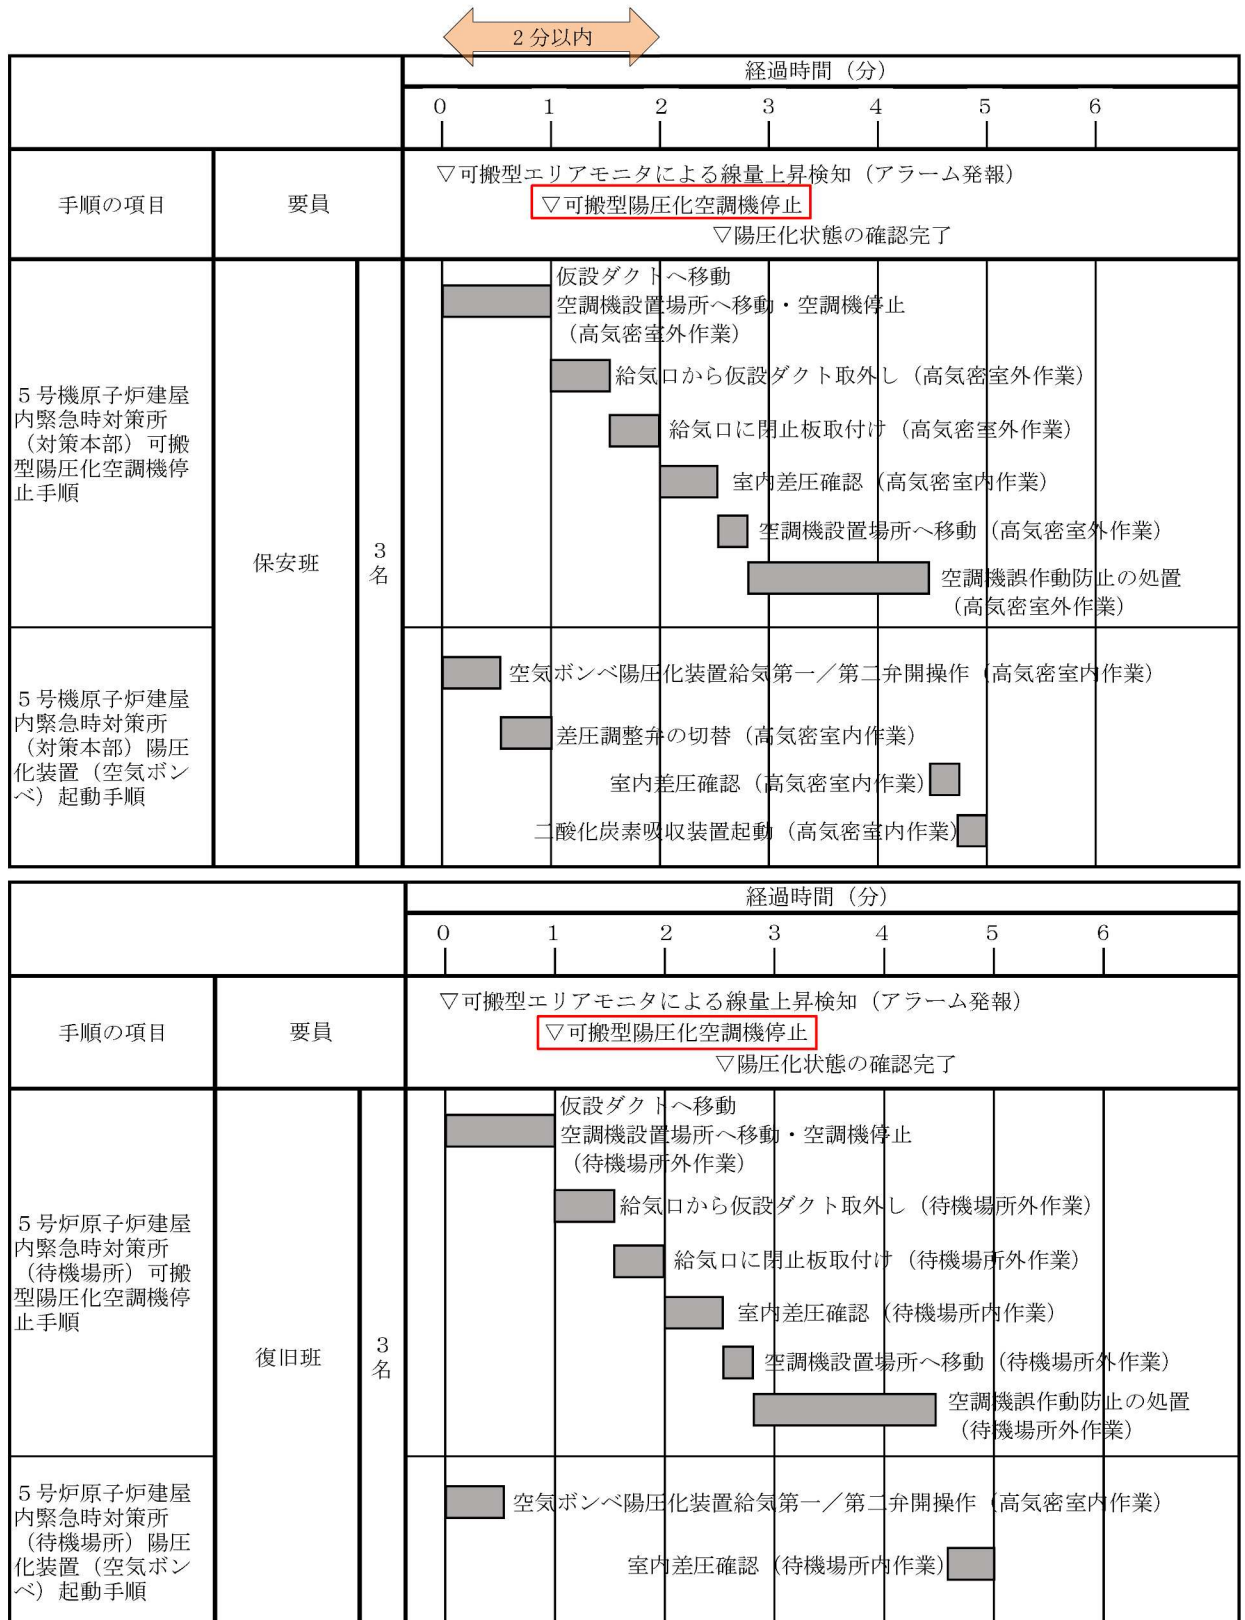 2分以内
経過時間（分）
0 1 2 3 4 5 6
手順の項目
要員
▽可搬型エリアモニタによる線量上昇検知（アラーム発報）
▽可搬型陽圧化空調機停止
▽陽圧化状態の確認完了
5号機原子炉建屋
内緊急時対策所
（対策本部）可搬
型陽圧化空調機停
止手順
保安班
3
名
仮設ダクトへ移動
空調機設置場所へ移動・空調機停止
（高気密室外作業）
給気口から仮設ダクト取外し（高気密室外作業）
給気口に閉止板取付け（高気密室外作業）
室内差圧確認（高気密室内作業）
空調機設置場所へ移動（高気密室外作業）
空調機誤作動防止の処置
（高気密室外作業）
5号機原子炉建屋
内緊急時対策所
（対策本部）陽圧
化装置（空気ボン
ベ）起動手順
空気ボンベ陽圧化装置給気第一／第二弁開操作（高気密室内作業）
差圧調整弁の切替（高気密室内作業）
室内差圧確認（高気密室内作業）
二酸化炭素吸収装置起動（高気密室内作業）
経過時間（分）
0 1 2 3 4 5 6
手順の項目
要員
▽可搬型エリアモニタによる線量上昇検知（アラーム発報）
▽可搬型陽圧化空調機停止
▽陽圧化状態の確認完了
5号炉原子炉建屋
内緊急時対策所
（待機場所）可搬
型陽圧化空調機停
止手順
復旧班
3
名
仮設ダクトへ移動
空調機設置場所へ移動・空調機停止
（待機場所外作業）
給気口から仮設ダクト取外し（待機場所外作業）
給気口に閉止板取付け（待機場所外作業）
室内差圧確認（待機場所内作業）
空調機設置場所へ移動（待機場所外作業）
空調機誤作動防止の処置
（待機場所外作業）
5号炉原子炉建屋
内緊急時対策所
（待機場所）陽圧
化装置（空気ボン
ベ）起動手順
空気ボンベ陽圧化装置給気第一／第二弁開操作（高気密室内作業）
室内差圧確認（待機場所内作業）